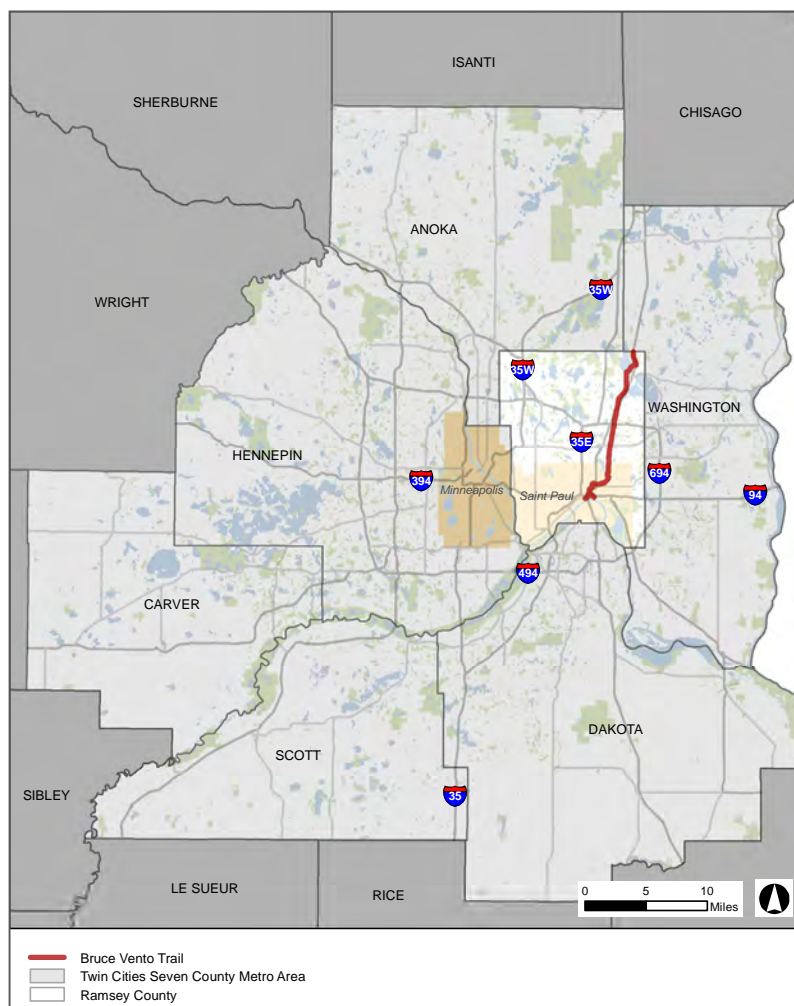 ISANTI
SHERBURNE
CHISAGO
ANOKA
WRIGHT
35W
35W
WASHINGTON
35E
HENNEPIN
694
394
Minneapolis
Saint Paul
94
494
CARVER
DAKOTA
SCOTT
SIBLEY
35
LE SUEUR
RICE
0 5 10
Miles
Bruce Vento Trail
Twin Cities Seven County Metro Area
Ramsey County